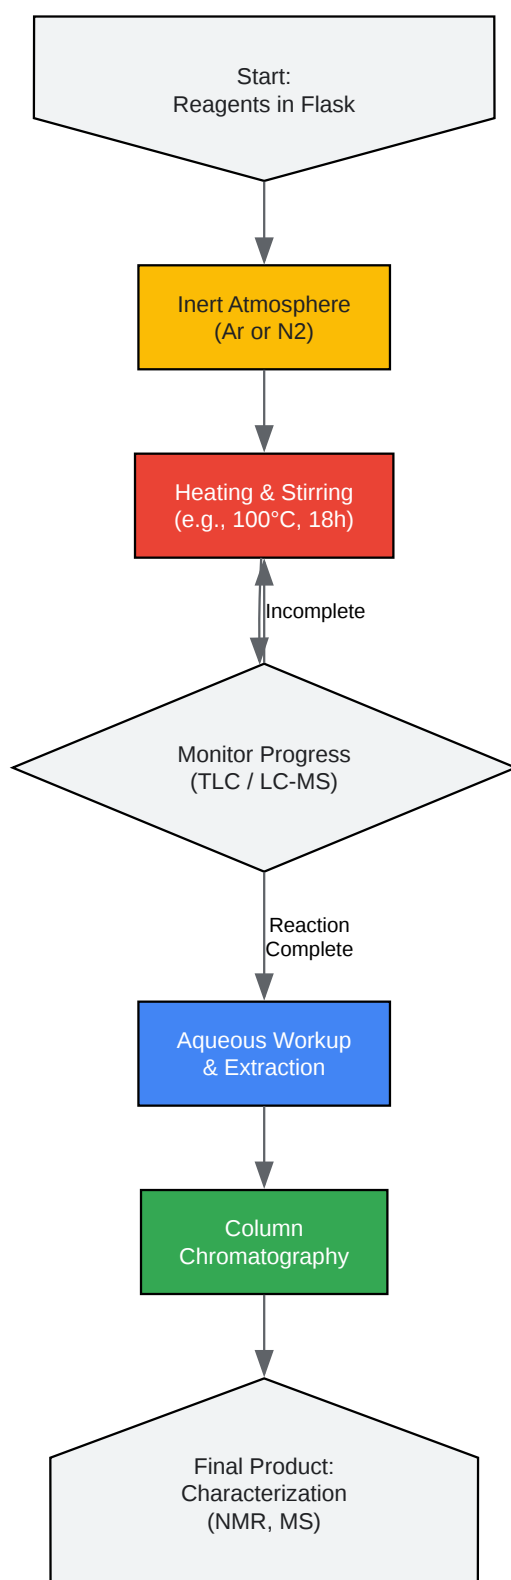 Start:
Reagents in Flask
Inert Atmosphere
(Ar or N2)
Heating & Stirring
(e.g., 100°C, 18h)
Incomplete
Monitor Progress
(TLC / LC-MS)
Reaction
Complete
Aqueous Workup
& Extraction
Column
Chromatography
Final Product:
Characterization
(NMR, MS)